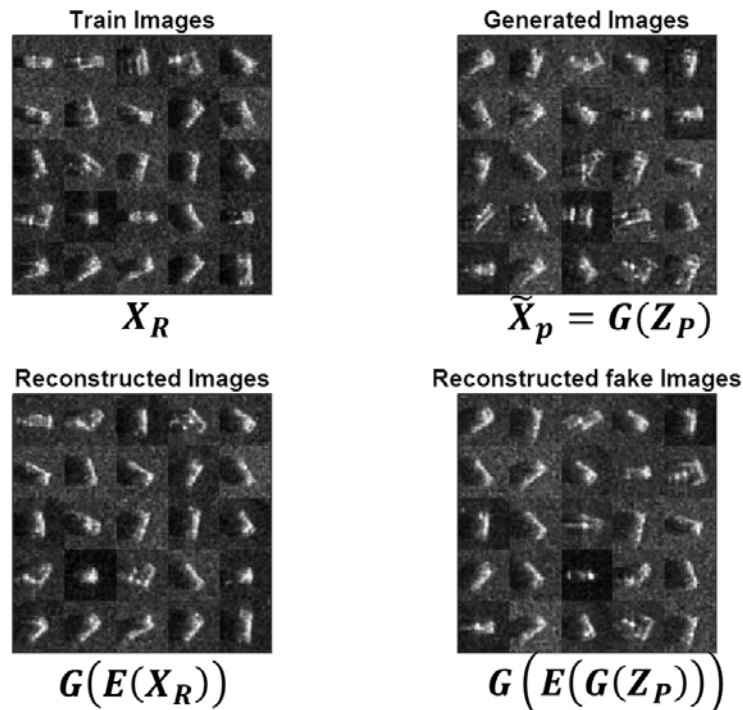 Train Images
Generated Images
X_R
X̃_p = G(Z_P)
Reconstructed Images
Reconstructed fake Images
G(E(X_R))
G(E(G(Z_P)))